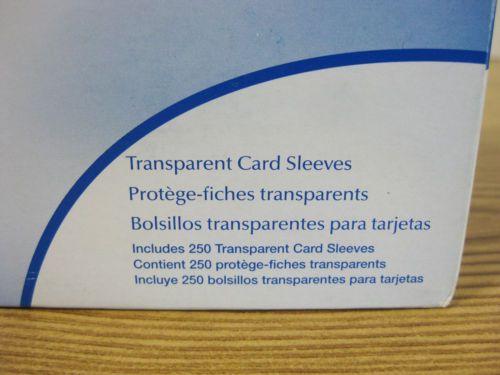 Transparent Card Sleeves
Protège-fiches transparents
Bolsillos transparentes para tarjetas
Includes 250 Transparent Card Sleeves
Contient 250 protège-fiches transparents
Incluye 250 bolsillos transparentes para tarjetas